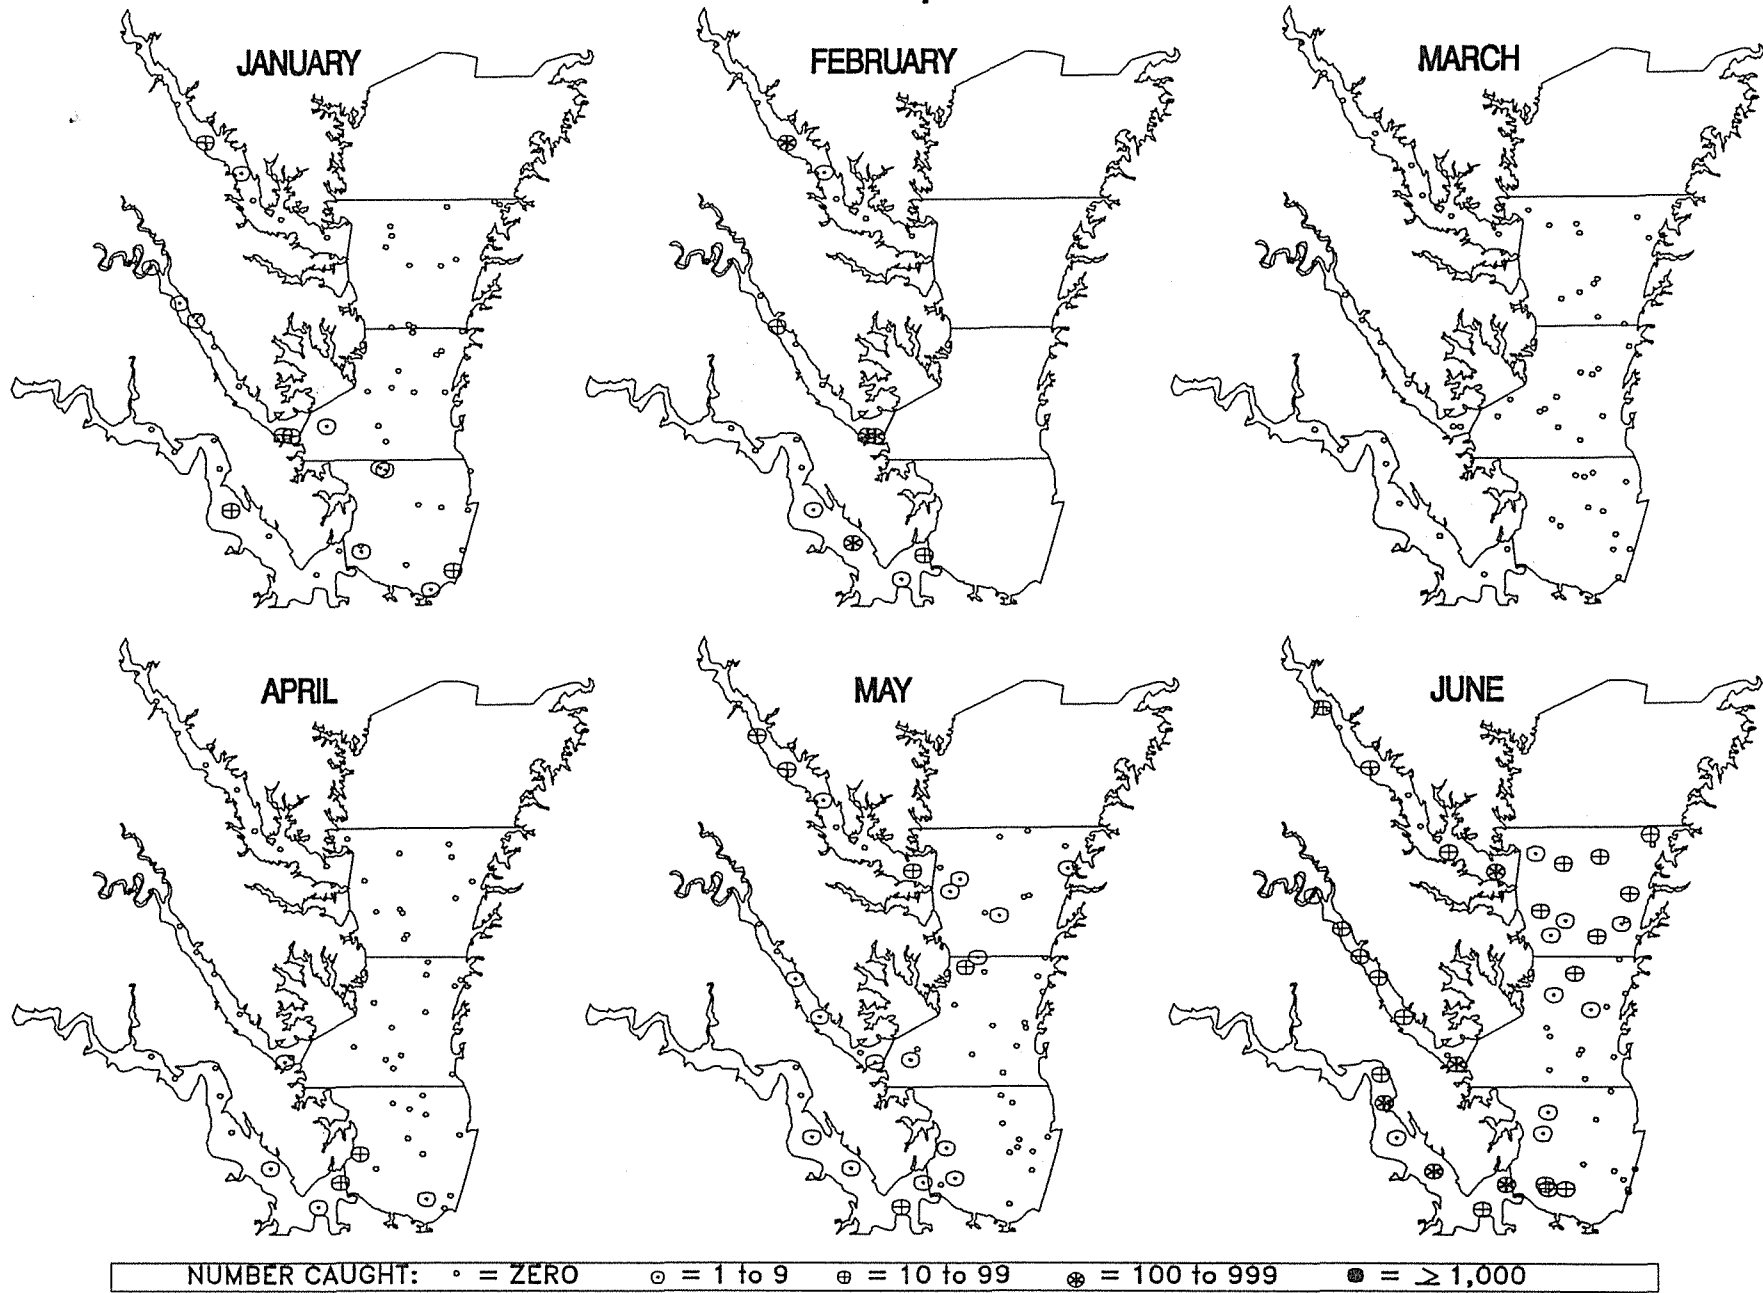 JANUARY FEBRUARY MARCH
APRIL MAY JUNE
NUMBER CAUGHT: = ZERO = 1 to 9 = 10 to 99 = 100 to 999 = ≥ 1,000